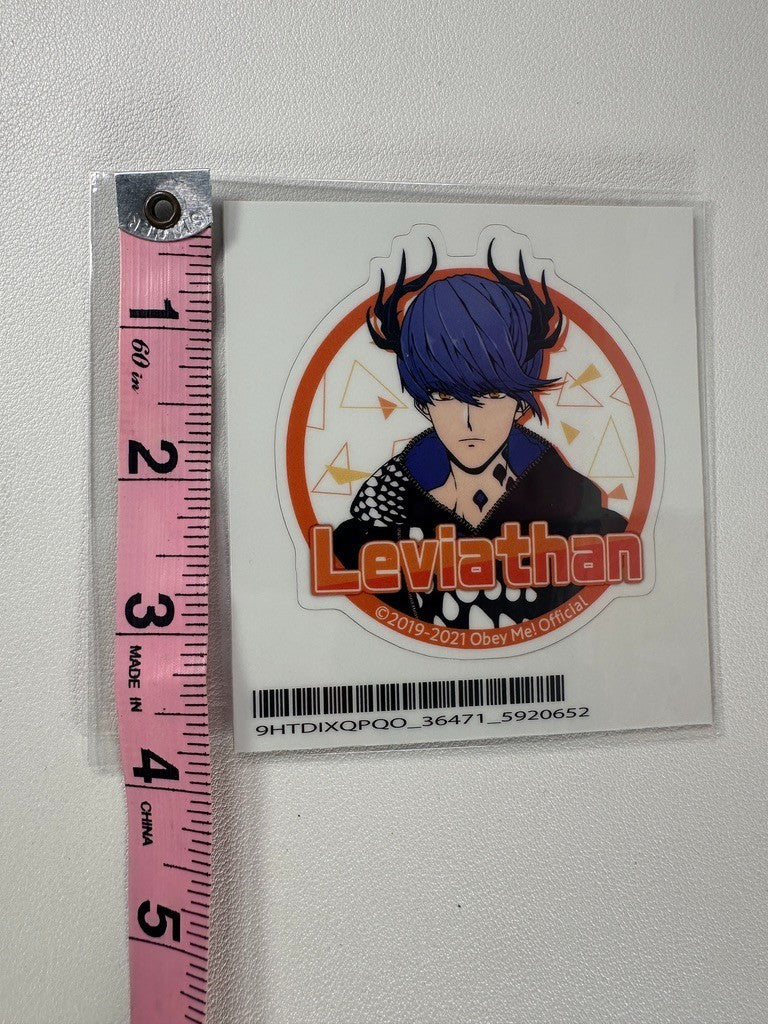 1
60 in
2
3
MADE IN
4
CHINA
5
Leviathan
©2019-2021 Obey Me! Official
9HTDIXQPQO_36471_5920652